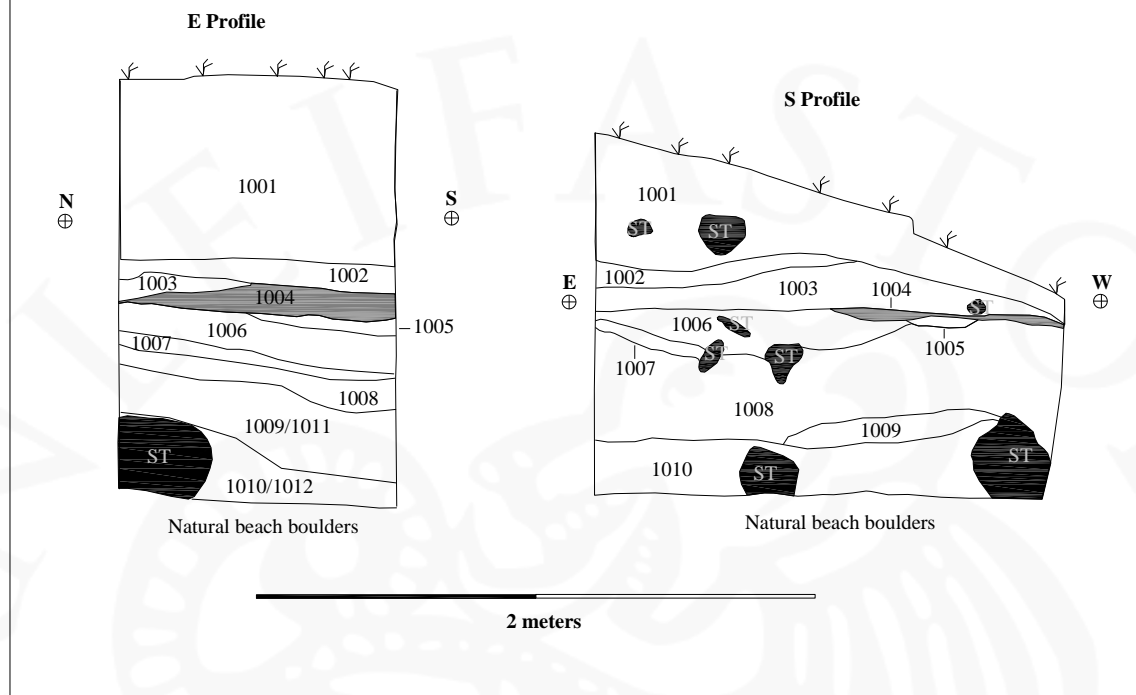 E Profile
1001
N
S
1002
1003
1004
1006
1005
1007
1008
1009/1011
ST
1010/1012
Natural beach boulders
S Profile
1001
ST
ST
1002
E
1003
1004
W
ST
1006
ST
1005
1007
ST
ST
1008
1009
1010
ST
ST
Natural beach boulders
2 meters